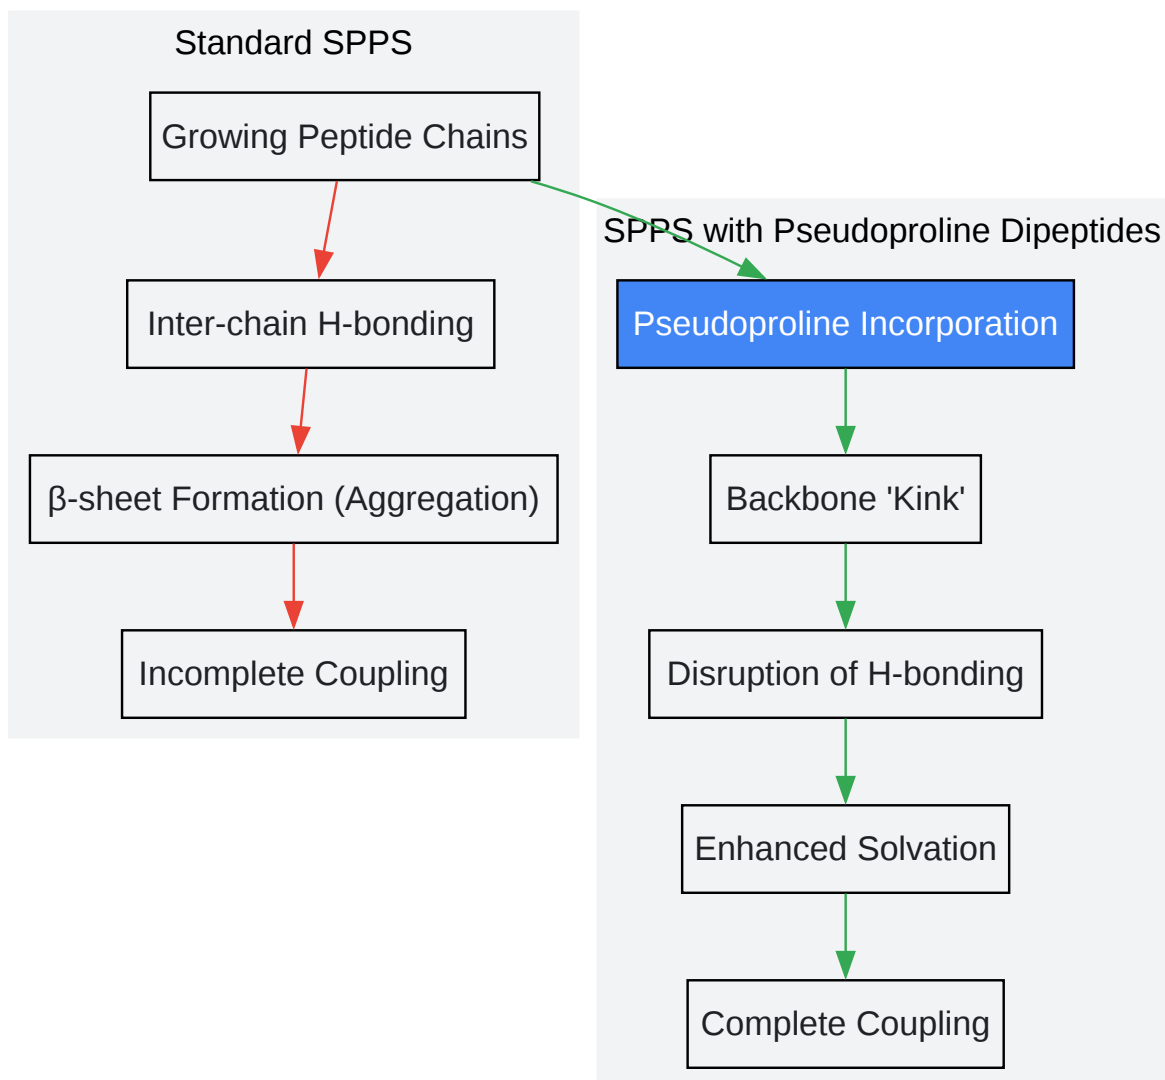 Standard SPPS
Growing Peptide Chains
Inter-chain H-bonding
β-sheet Formation (Aggregation)
Incomplete Coupling
SPPS with Pseudoproline Dipeptides
Pseudoproline Incorporation
Backbone 'Kink'
Disruption of H-bonding
Enhanced Solvation
Complete Coupling